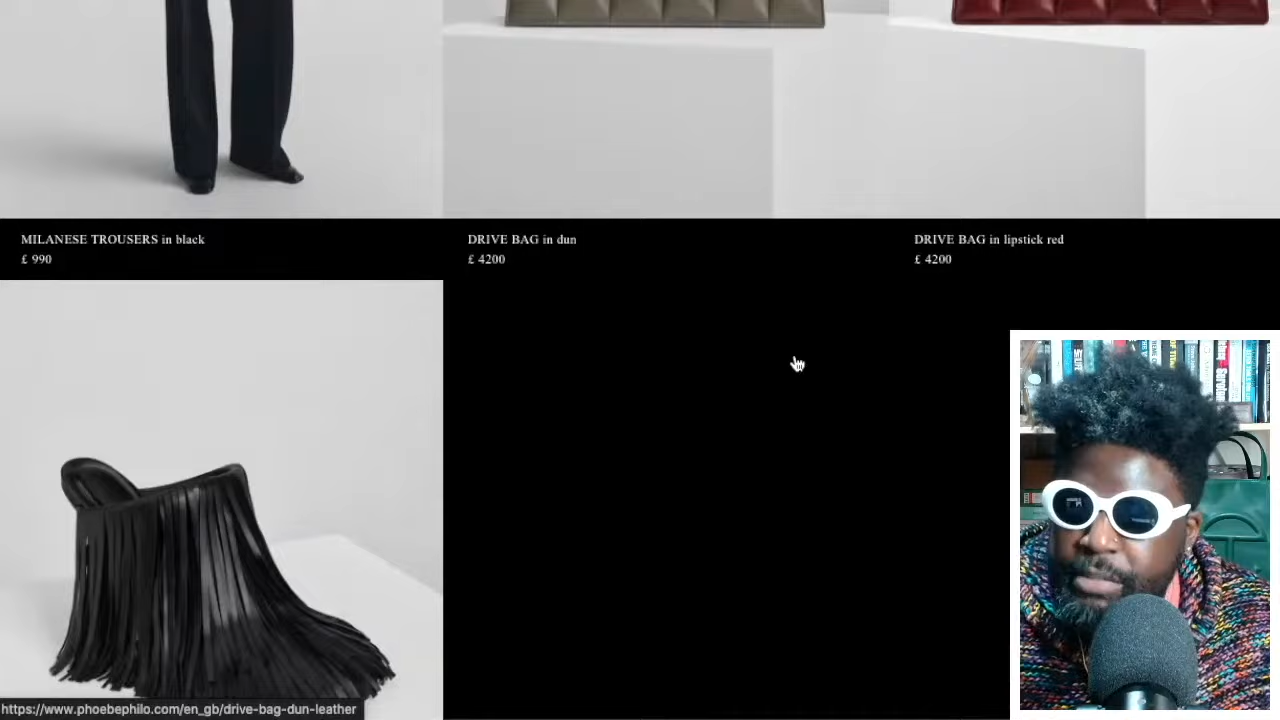 MILANESE TROUSERS in black
£ 990
DRIVE BAG in dun
£ 4200
DRIVE BAG in lipstick red
£ 4200
https://www.phoebephilo.com/en_gb/drive-bag-dun-leather